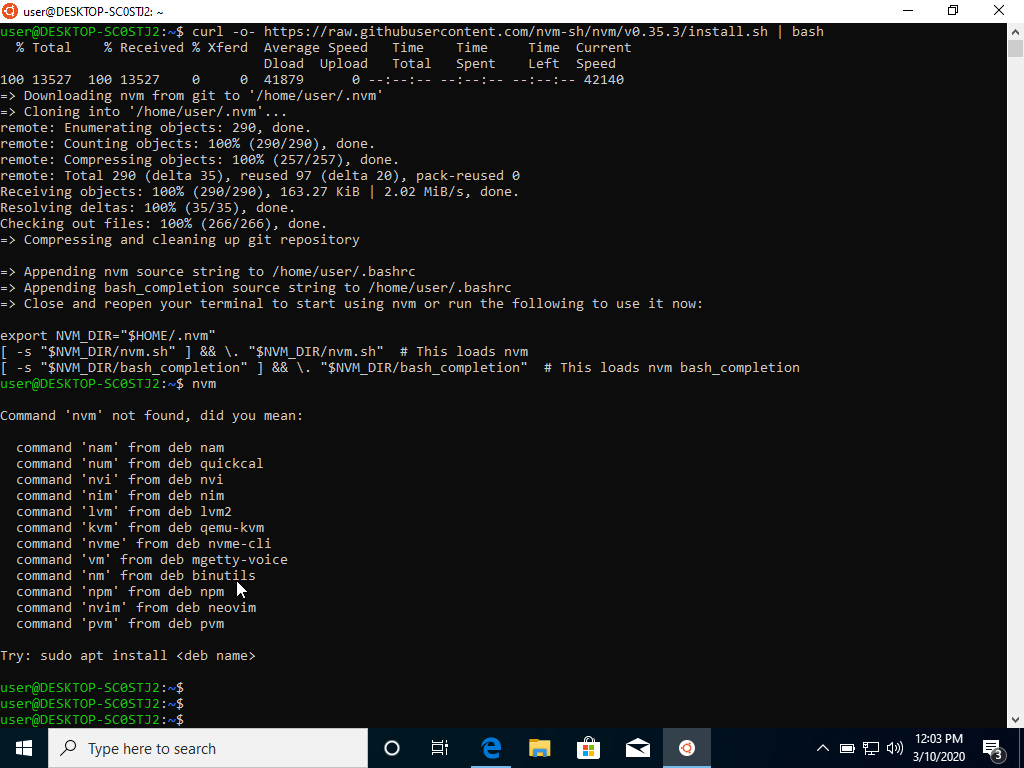 user@DESKTOP-SC0STJ2: ~
user@DESKTOP-SC0STJ2:~$ curl -o- https://raw.githubusercontent.com/nvm-sh/nvm/v0.35.3/install.sh | bash
  % Total    % Received % Xferd  Average Speed   Time    Time     Time  Current
                                 Dload  Upload   Total   Spent    Left  Speed
100 13527  100 13527    0     0  41879      0 --:--:-- --:--:-- --:--:-- 42140
=> Downloading nvm from git to '/home/user/.nvm'
=> Cloning into '/home/user/.nvm'...
remote: Enumerating objects: 290, done.
remote: Counting objects: 100% (290/290), done.
remote: Compressing objects: 100% (257/257), done.
remote: Total 290 (delta 35), reused 97 (delta 20), pack-reused 0
Receiving objects: 100% (290/290), 163.27 KiB | 2.02 MiB/s, done.
Resolving deltas: 100% (35/35), done.
Checking out files: 100% (266/266), done.
=> Compressing and cleaning up git repository
=> Appending nvm source string to /home/user/.bashrc
=> Appending bash_completion source string to /home/user/.bashrc
=> Close and reopen your terminal to start using nvm or run the following to use it now:
export NVM_DIR="$HOME/.nvm"
[ -s "$NVM_DIR/nvm.sh" ] && \. "$NVM_DIR/nvm.sh"  # This loads nvm
[ -s "$NVM_DIR/bash_completion" ] && \. "$NVM_DIR/bash_completion"  # This loads nvm bash_completion
user@DESKTOP-SC0STJ2:~$ nvm
Command 'nvm' not found, did you mean:
  command 'nam' from deb nam
  command 'num' from deb quickcal
  command 'nvi' from deb nvi
  command 'nim' from deb nim
  command 'lvm' from deb lvm2
  command 'kvm' from deb qemu-kvm
  command 'nvme' from deb nvme-cli
  command 'vm' from deb mgetty-voice
  command 'nm' from deb binutils
  command 'npm' from deb npm
  command 'nvim' from deb neovim
  command 'pvm' from deb pvm
Try: sudo apt install <deb name>
user@DESKTOP-SC0STJ2:~$
user@DESKTOP-SC0STJ2:~$
user@DESKTOP-SC0STJ2:~$
Type here to search
12:03 PM
3/10/2020
3